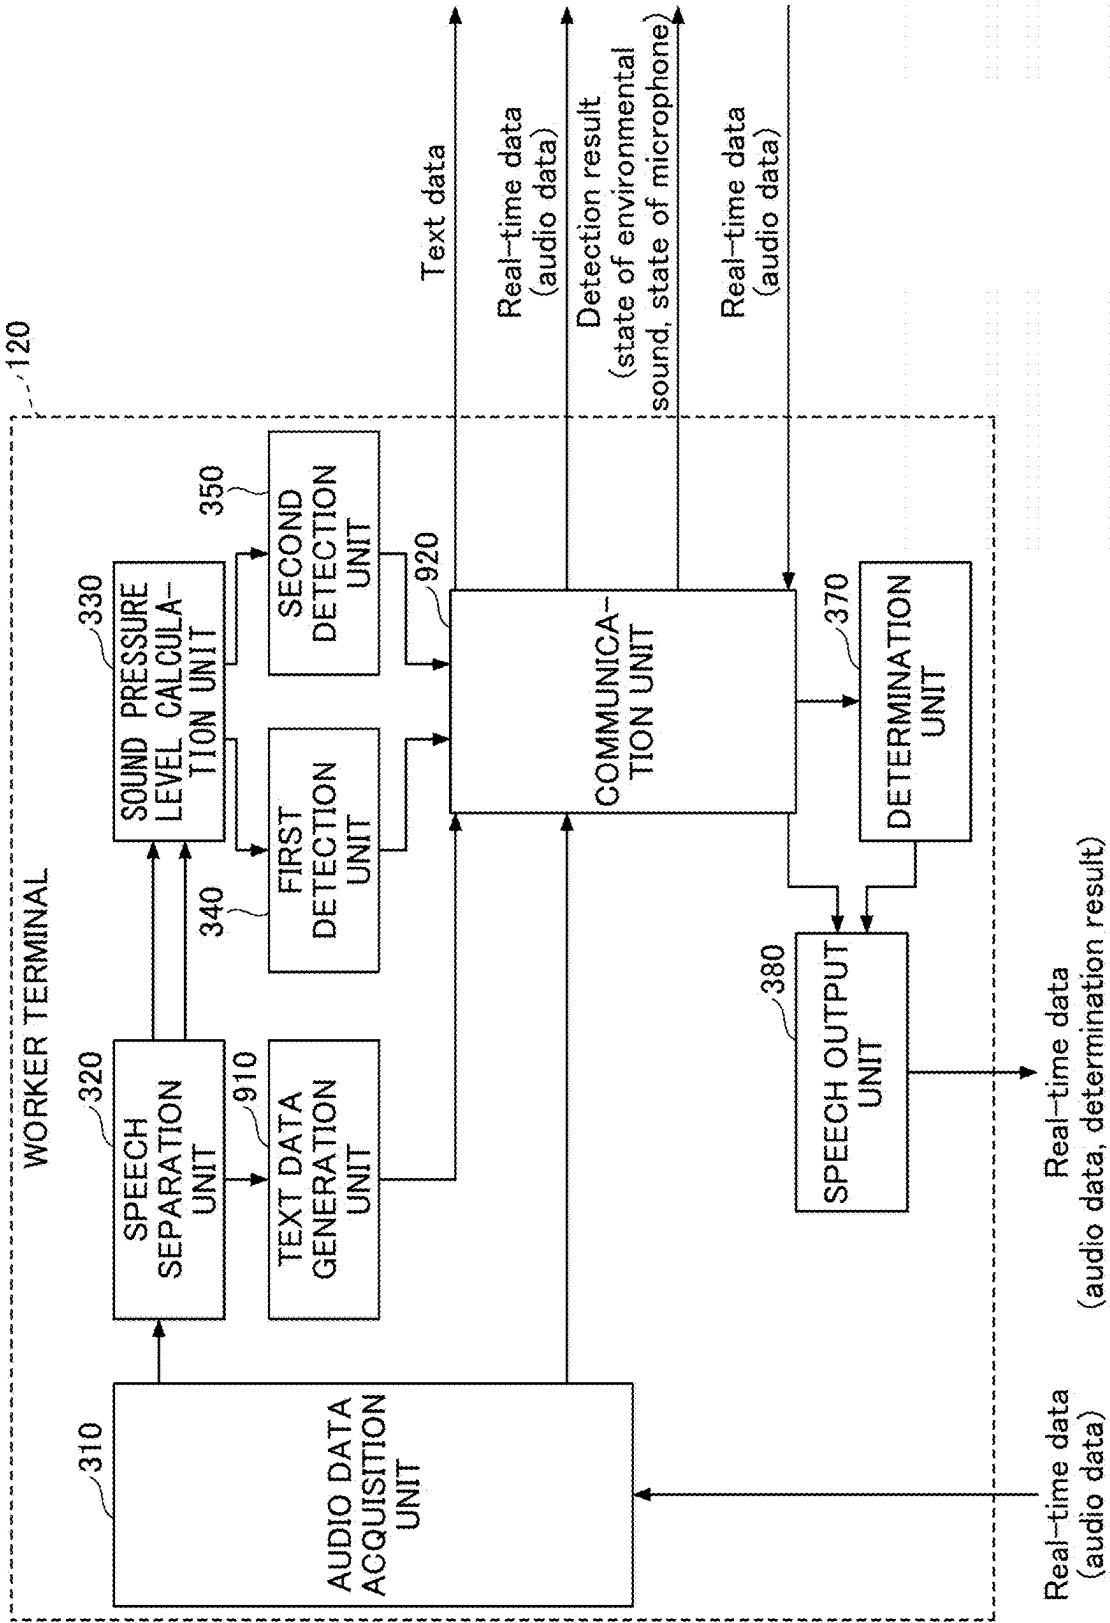 120
WORKER TERMINAL
310
AUDIO DATA
ACQUISITION
UNIT
320
SPEECH
SEPARATION
UNIT
330
SOUND PRESSURE
LEVEL CALCULA-
TION UNIT
910
TEXT DATA
GENERATION
UNIT
340
FIRST
DETECTION
UNIT
350
SECOND
DETECTION
UNIT
920
COMMUNICA-
TION UNIT
370
DETERMINATION
UNIT
380
SPEECH OUTPUT
UNIT
Text data
Real-time data
(audio data)
Detection result
(state of environmental
sound, state of microphone)
Real-time data
(audio data)
Real-time data
(audio data)
Real-time data
(audio data, determination result)